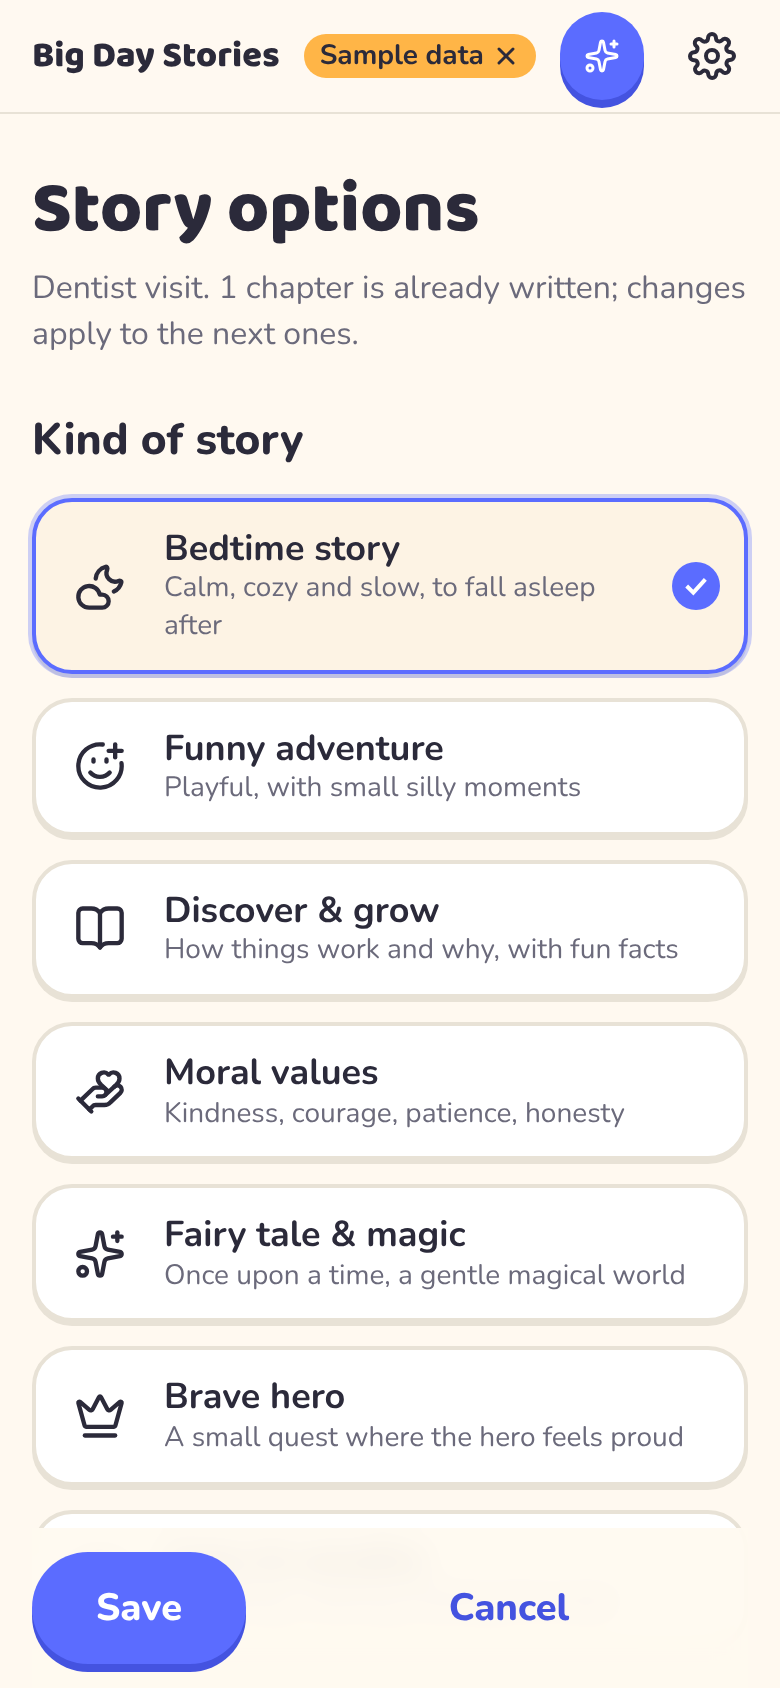 Big Day Stories
Sample data
Story options
Dentist visit. 1 chapter is already written; changes
apply to the next ones.
Kind of story
Bedtime story
Calm, cozy and slow, to fall asleep
after
Funny adventure
Playful, with small silly moments
Discover & grow
How things work and why, with fun facts
Moral values
Kindness, courage, patience, honesty
Fairy tale & magic
Once upon a time, a gentle magical world
Brave hero
A small quest where the hero feels proud
Save
Cancel